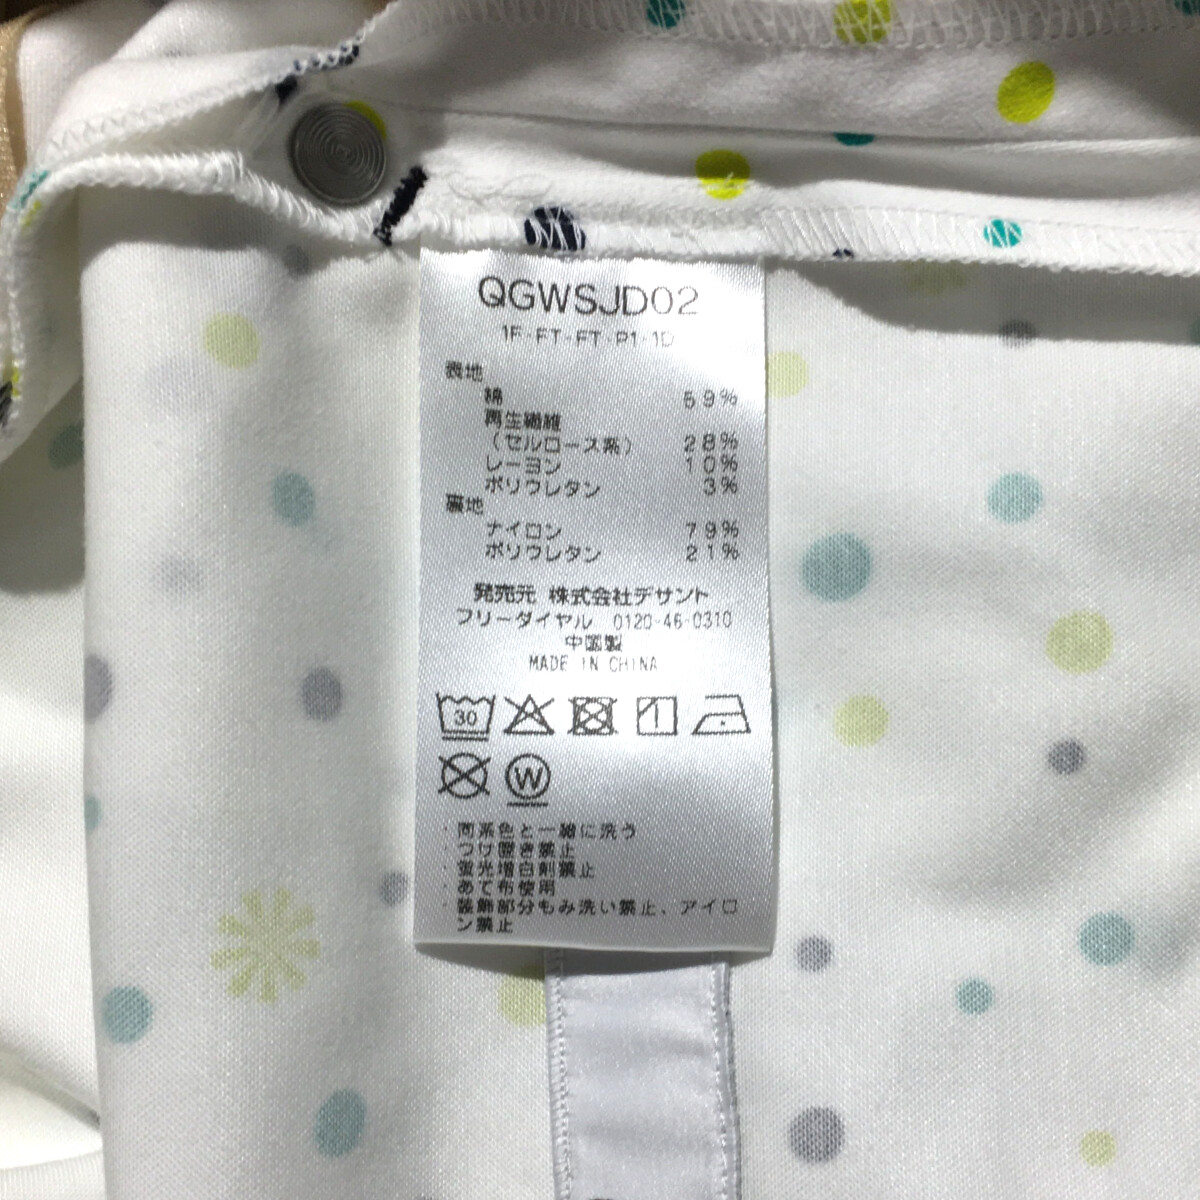 QGWSJD02
1F-FT-FT-P1-1D
表地
綿 59%
再生繊維
(セルロース系) 28%
レーヨン 10%
ポリウレタン 3%
裏地
ナイロン 79%
ポリウレタン 21%
発売元 株式会社デサント
フリーダイヤル 0120-46-0310
中国製
MADE IN CHINA
30
W
・同系色と一緒に洗う
・つけ置き禁止
・蛍光増白剤禁止
・あて布使用
・装飾部分もみ洗い禁止、アイロ
ン禁止